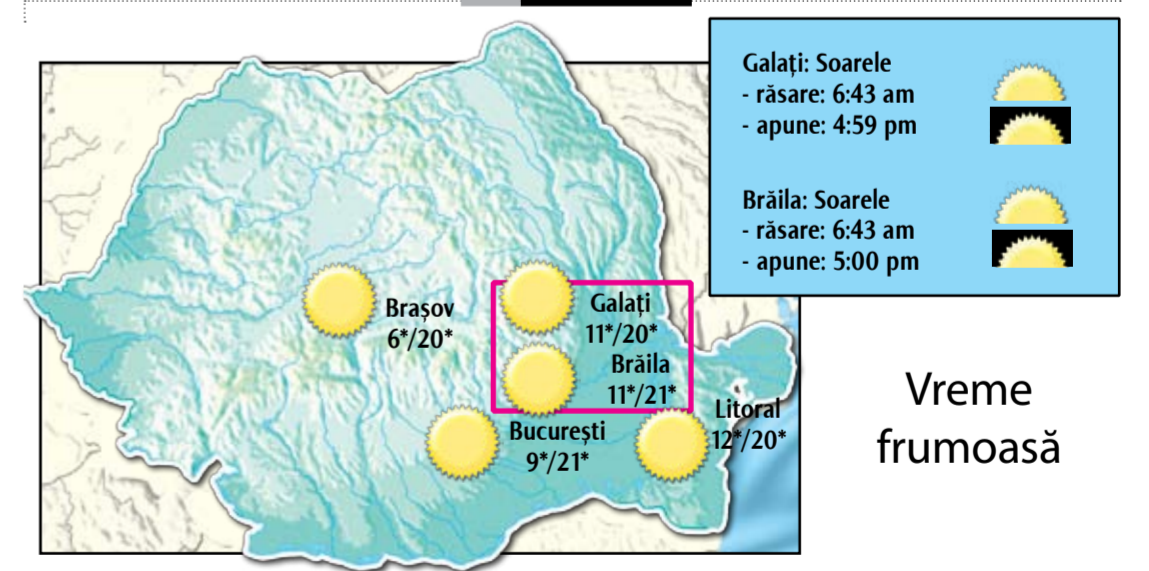 Galați: Soarele
- răsare: 6:43 am
- apune: 4:59 pm
Brăila: Soarele
- răsare: 6:43 am
- apune: 5:00 pm
Brașov
6*/20*
Galați
11*/20*
Brăila
11*/21*
Litoral
12*/20*
București
9*/21*
Vreme
frumoasă